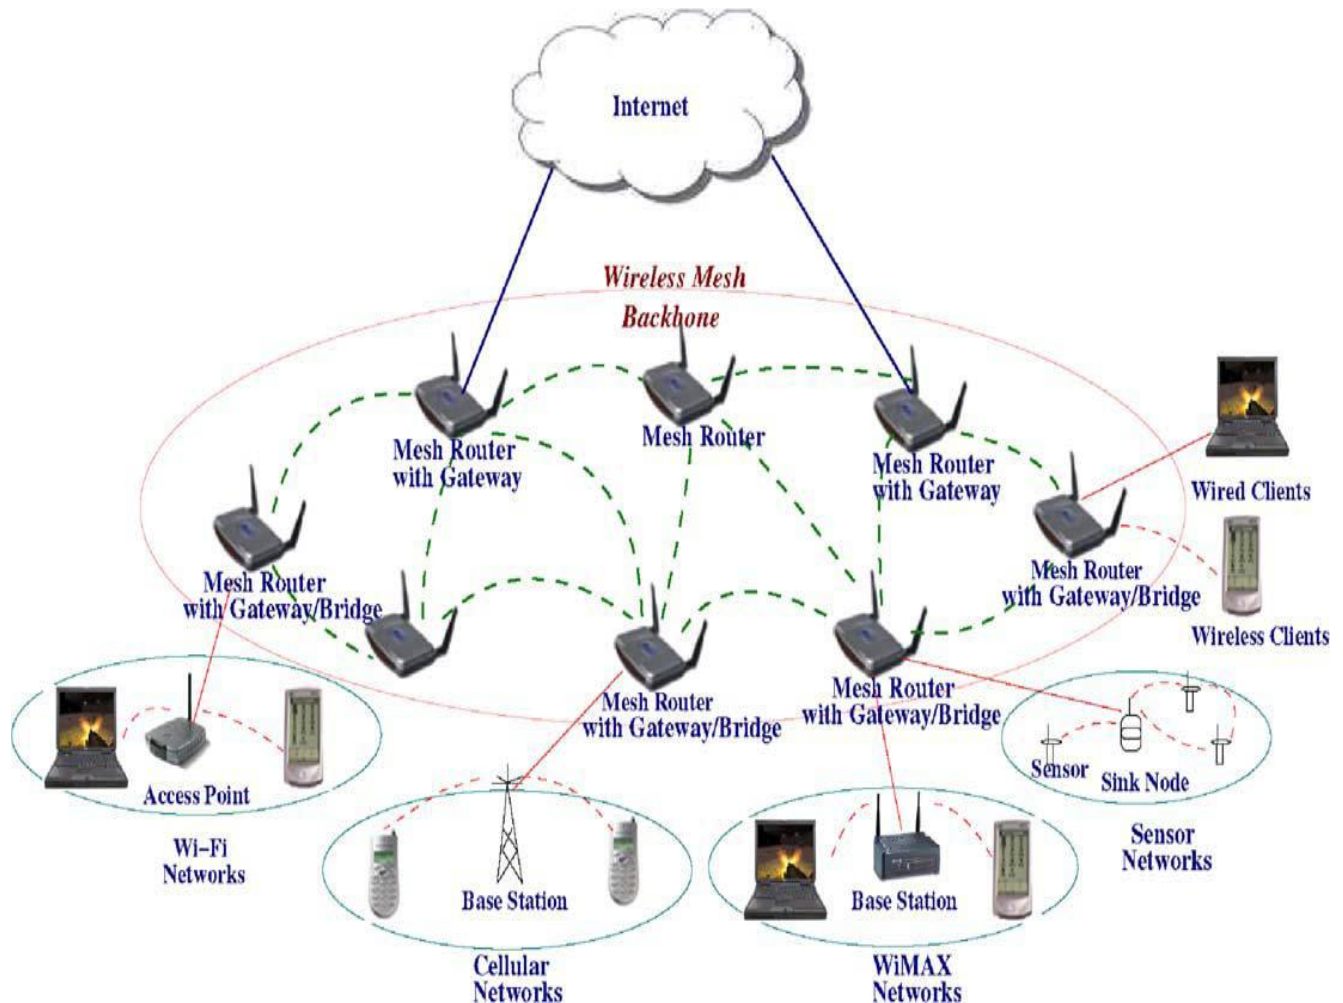 Internet
Wireless Mesh
Backbone
Mesh Router
with Gateway
Mesh Router
Mesh Router
with Gateway
Wired Clients
Mesh Router
with Gateway/Bridge
Mesh Router
with Gateway/Bridge
Wireless Clients
Mesh Router
with Gateway/Bridge
Mesh Router
with Gateway/Bridge
Access Point
Sensor
Sink Node
Wi-Fi
Networks
Base Station
Base Station
Sensor
Networks
Cellular
Networks
WiMAX
Networks